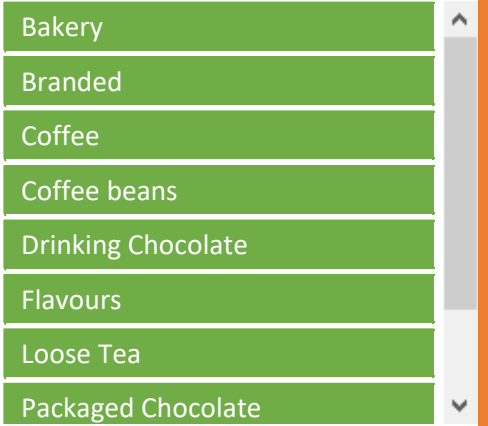 Bakery
Branded
Coffee
Coffee beans
Drinking Chocolate
Flavours
Loose Tea
Packaged Chocolate